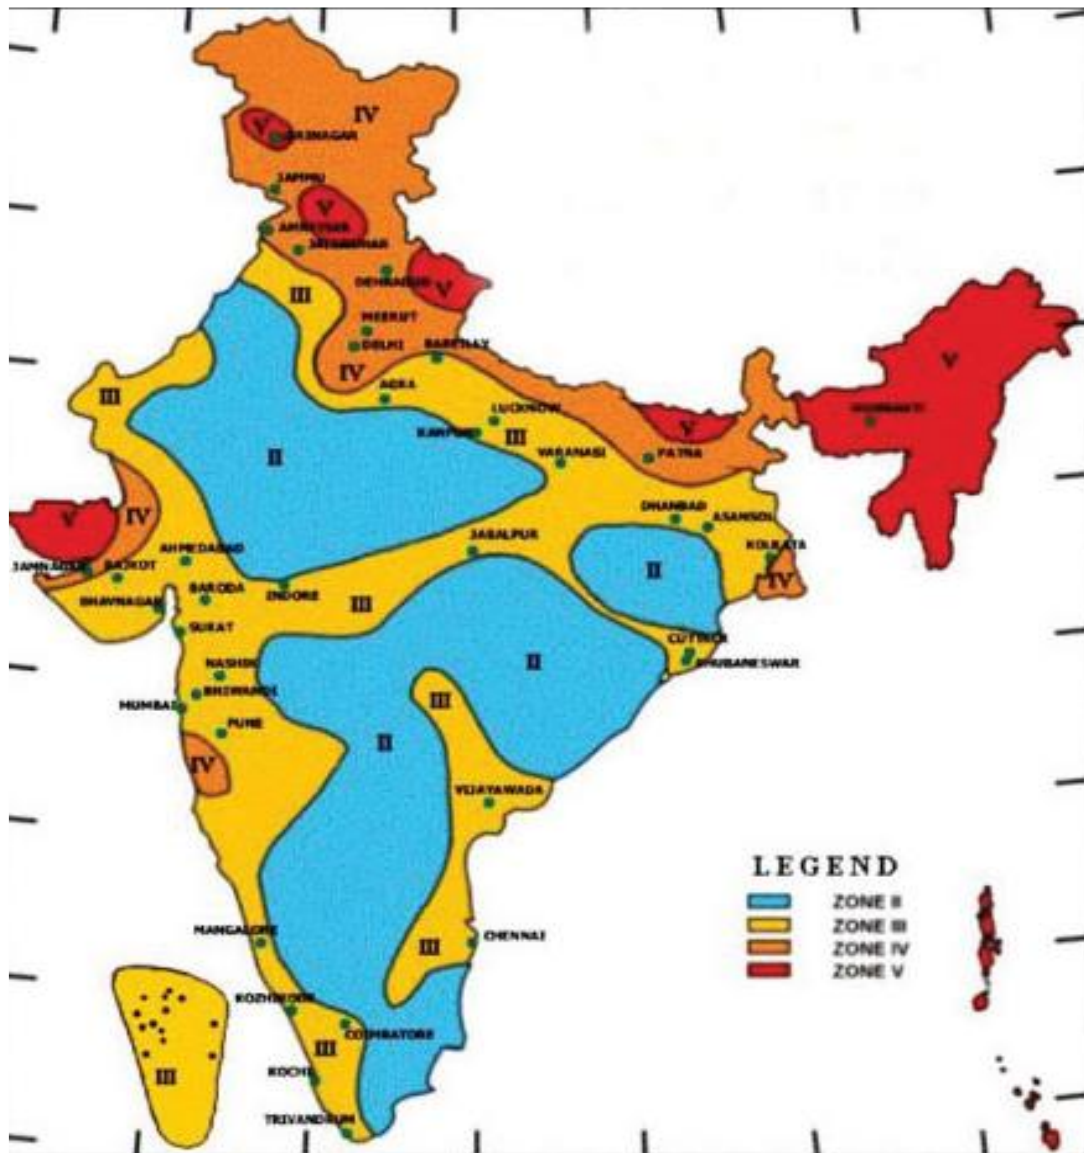 IV
V
SRINAGAR
JAMMU
V
AMRITSAR
JALANDHAR
DEHRADUN
V
III
MEERUT
DELHI
BAREILLY
IV
V
AGRA
III
LUCKNOW
KANPUR
III
V
VARANASI
PATNA
II
DHANBAD
ASANSOL
V
IV
JABALPUR
KOLKATA
AHMEDABAD
JAMNAGAR
RAJKOT
II
IV
BARODA
INDORE
BHAVNAGAR
III
SURAT
CUTTACK
BHUBANESWAR
NASHIK
II
BHIWANDI
MUMBAI
III
PUNE
II
IV
VIJAYAWADA
LEGEND
ZONE II
ZONE III
ZONE IV
ZONE V
MANGALORE
CHENNAI
III
KOZHIKODE
COIMBATORE
III
KOCHI
III
TRIVANDRUM